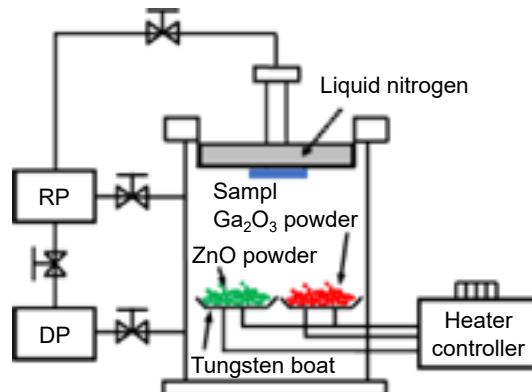 Liquid nitrogen
RP
Sampl
Ga₂O₃ powder
ZnO powder
DP
Heater
controller
Tungsten boat